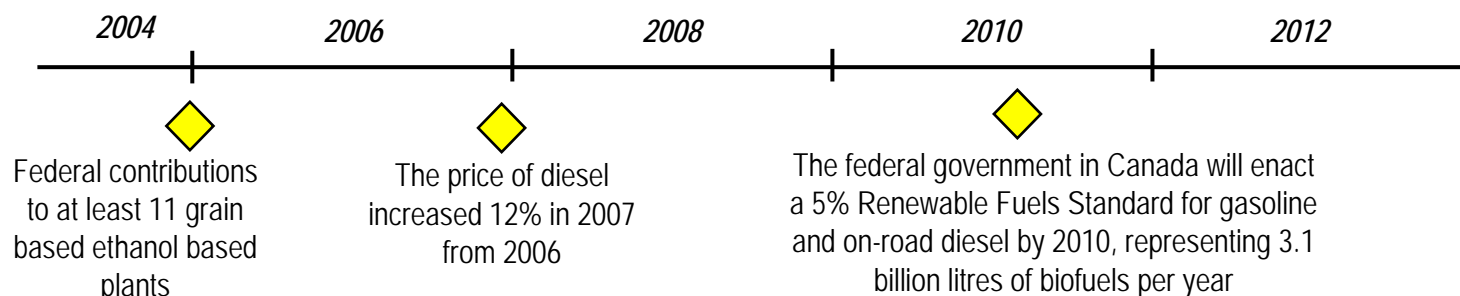 2004 2006 2008 2010 2012
Federal contributions
to at least 11 grain
based ethanol based
plants
The price of diesel
increased 12% in 2007
from 2006
The federal government in Canada will enact
a 5% Renewable Fuels Standard for gasoline
and on-road diesel by 2010, representing 3.1
billion litres of biofuels per year